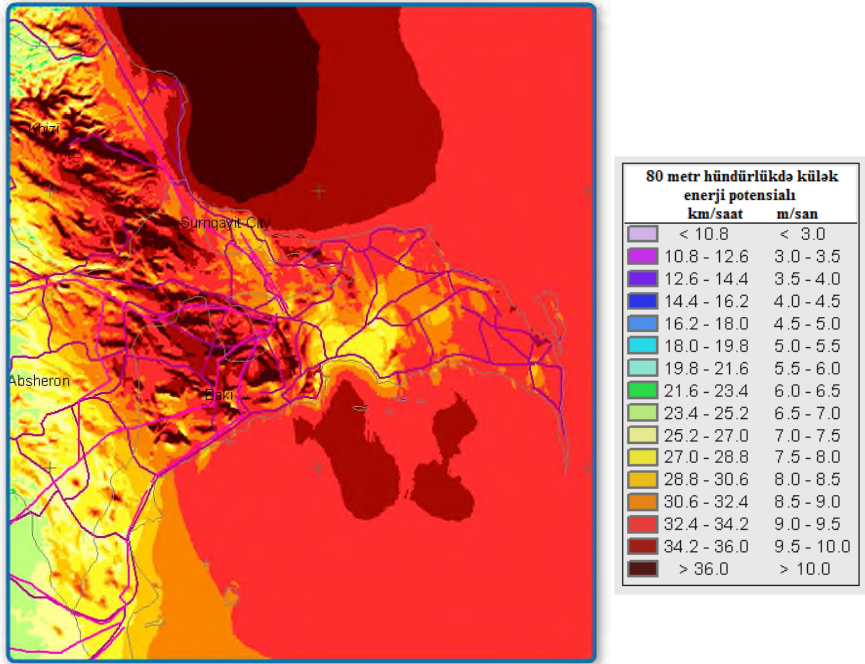 Khizi
Sumqayit City
Absheron
Baki
80 metr hündürlükdə külək
enerji potensialı
km/saat m/san
< 10.8 < 3.0
10.8 - 12.6 3.0 - 3.5
12.6 - 14.4 3.5 - 4.0
14.4 - 16.2 4.0 - 4.5
16.2 - 18.0 4.5 - 5.0
18.0 - 19.8 5.0 - 5.5
19.8 - 21.6 5.5 - 6.0
21.6 - 23.4 6.0 - 6.5
23.4 - 25.2 6.5 - 7.0
25.2 - 27.0 7.0 - 7.5
27.0 - 28.8 7.5 - 8.0
28.8 - 30.6 8.0 - 8.5
30.6 - 32.4 8.5 - 9.0
32.4 - 34.2 9.0 - 9.5
34.2 - 36.0 9.5 - 10.0
> 36.0 > 10.0